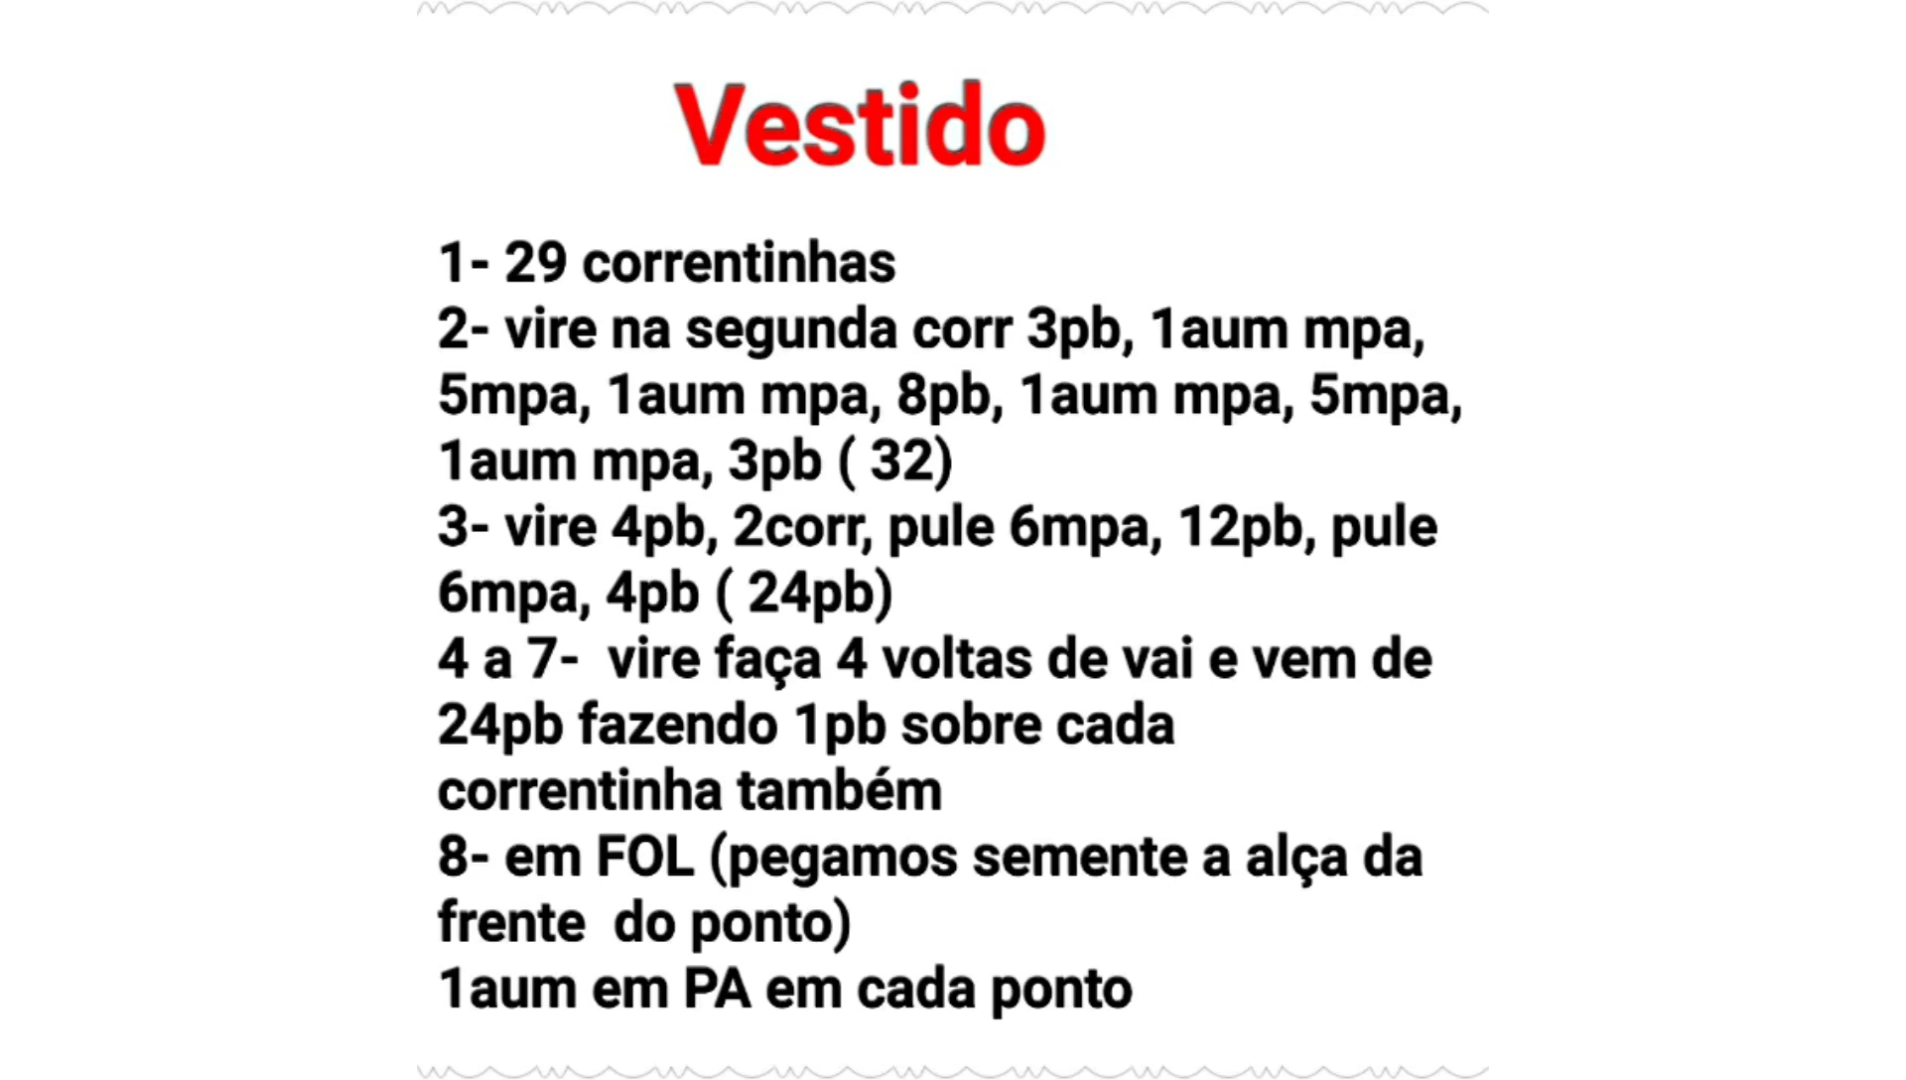 Vestido
1- 29 correntinhas
2- vire na segunda corr 3pb, 1aum mpa,
5mpa, 1aum mpa, 8pb, 1aum mpa, 5mpa,
1aum mpa, 3pb ( 32)
3- vire 4pb, 2corr, pule 6mpa, 12pb, pule
6mpa, 4pb ( 24pb)
4 a 7-  vire faça 4 voltas de vai e vem de
24pb fazendo 1pb sobre cada
correntinha também
8- em FOL (pegamos semente a alça da
frente  do ponto)
1aum em PA em cada ponto